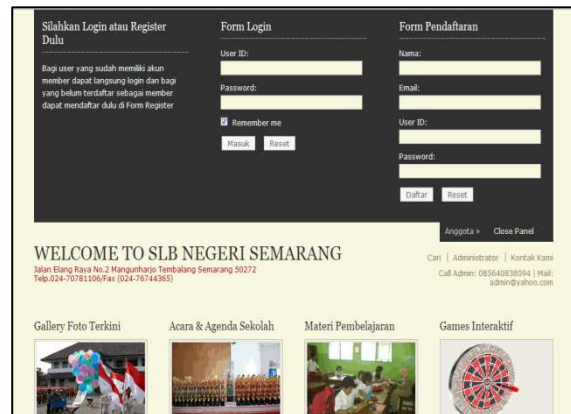 Silahkan Login atau Register
Dulu
Bagi user yang sudah memiliki akun
member dapat langsung login dan bagi
yang belum terdaftar sebagai member
dapat mendaftar dulu di Form Register
Form Login
User ID:
Password:
Remember me
Masuk Reset
Form Pendaftaran
Nama:
Email:
User ID:
Password:
Daftar Reset
Anggota » Close Panel
WELCOME TO SLB NEGERI SEMARANG
Jalan Elang Raya No.2 Mangunharjo Tembalang Semarang 50272
Telp.024-70781106/Fax (024-76744365)
Cari | Administrator | Kontak Kami
Call Admin: 085640838094 | Mail:
admin@yahoo.com
Gallery Foto Terkini
Acara & Agenda Sekolah
Materi Pembelajaran
Games Interaktif